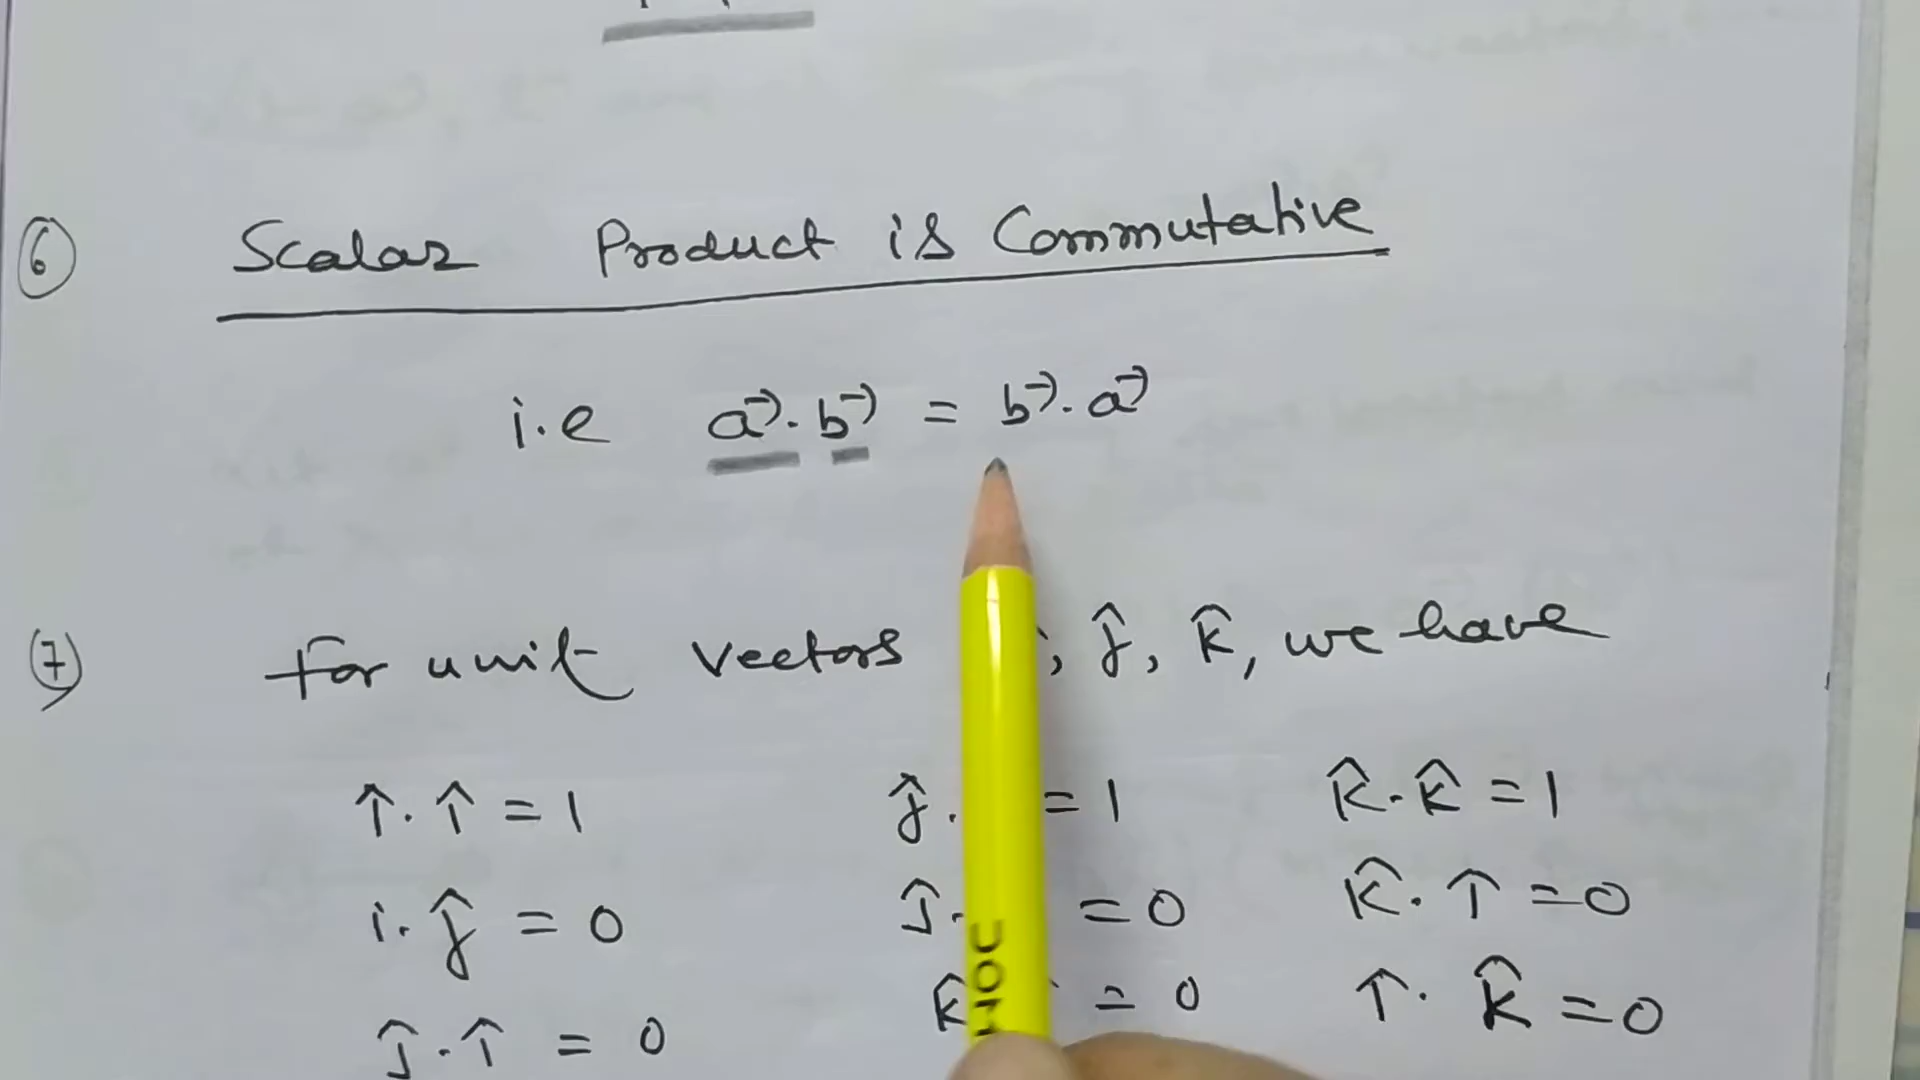 ⑥ Scalar Product is Commutative
i.e a⃗ . b⃗ = b⃗ . a⃗
⑦ For unit vectors , ĵ, k̂, we have
î . î = 1 ĵ . = 1 k̂ . k̂ = 1
i . ĵ = 0 ĵ . = 0 k̂ . î = 0
ĵ . î = 0 k̂ = 0 î . k̂ = 0